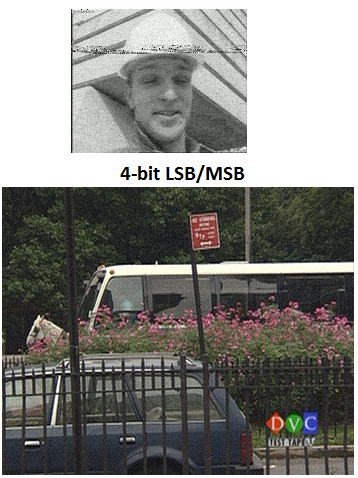 4-bit LSB/MSB
NO STANDING
DVC
TEST TAPE